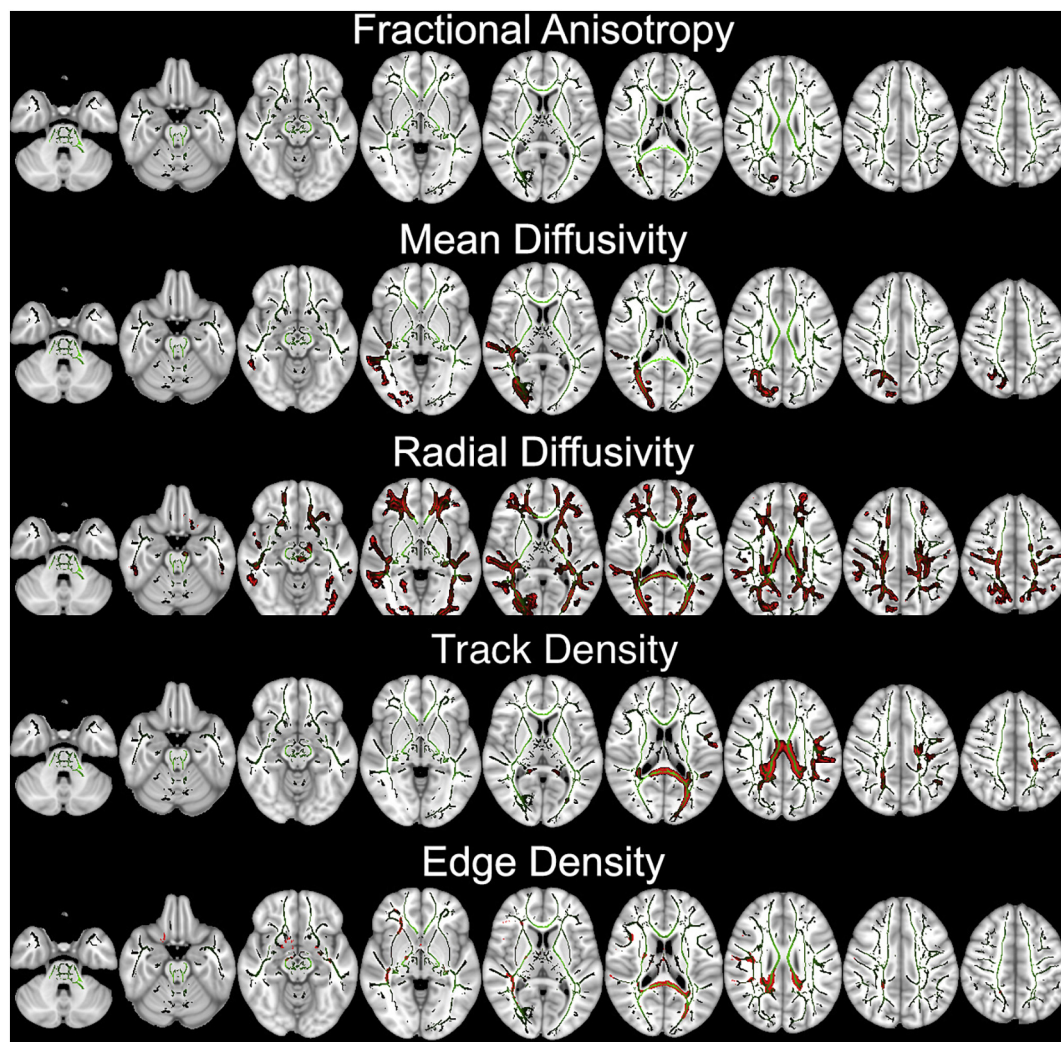 Fractional Anisotropy
Mean Diffusivity
Radial Diffusivity
Track Density
Edge Density